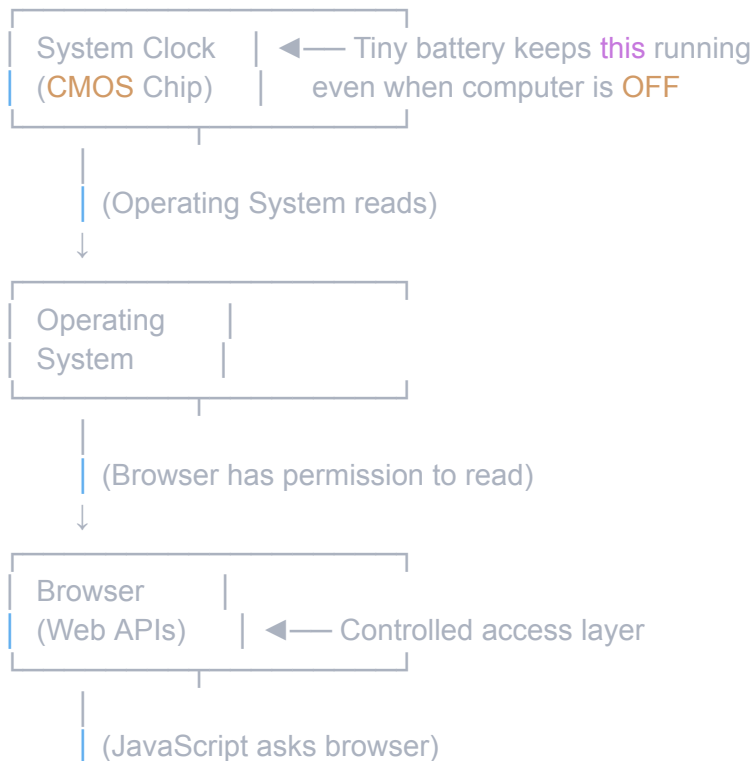 System Clock ◄── Tiny battery keeps this running
(CMOS Chip) even when computer is OFF
(Operating System reads)
↓
Operating
System
(Browser has permission to read)
↓
Browser
(Web APIs) ◄── Controlled access layer
(JavaScript asks browser)